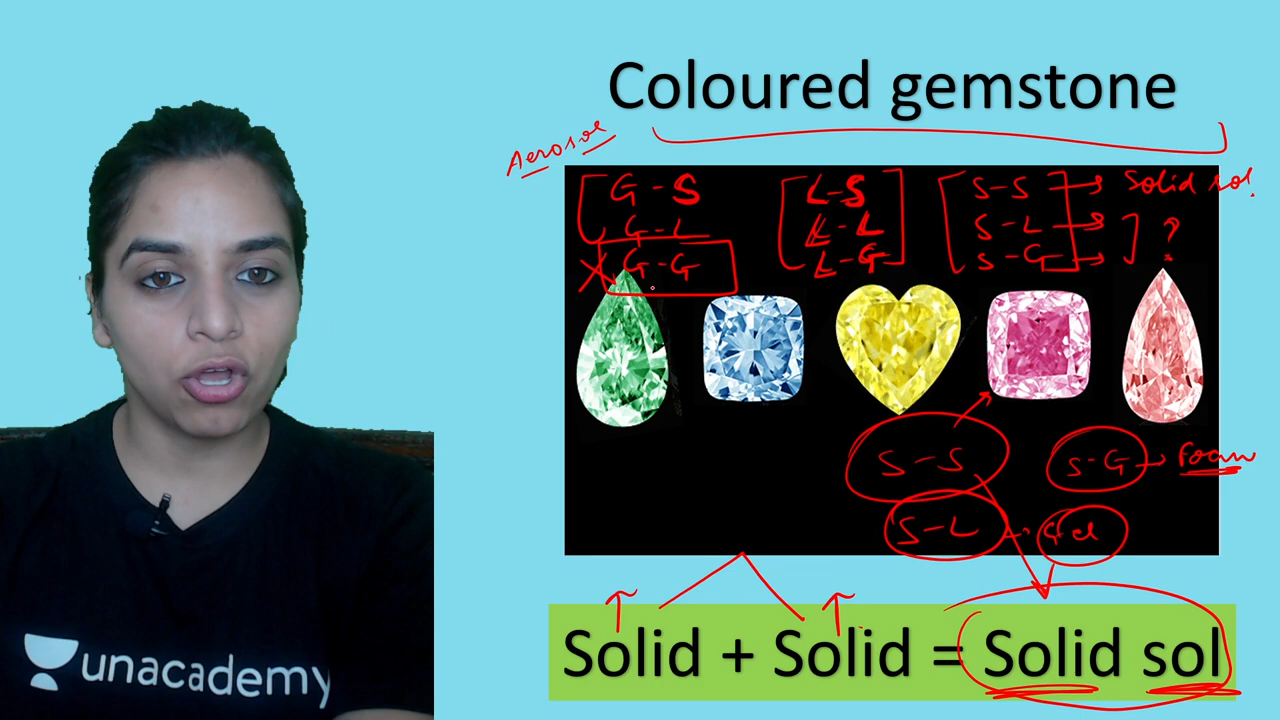 Coloured gemstone
Aerosol
G-S
G-L
G-G
L-S
L-L
L-G
S-S → Solid sol.
S-L →
S-G → ?
S-S
S-G → Foam
S-L → Gel
Solid + Solid = Solid sol
unacademy